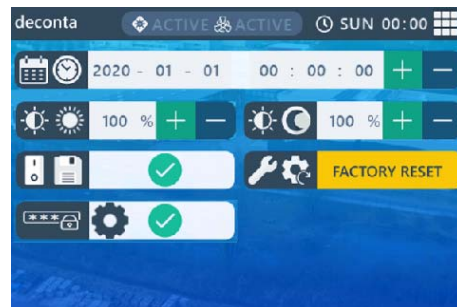 deconta ACTIVE ACTIVE SUN 00:00
2020 - 01 - 01 00 : 00 : 00 + −
100 % + − 100 % + −
FACTORY RESET
***